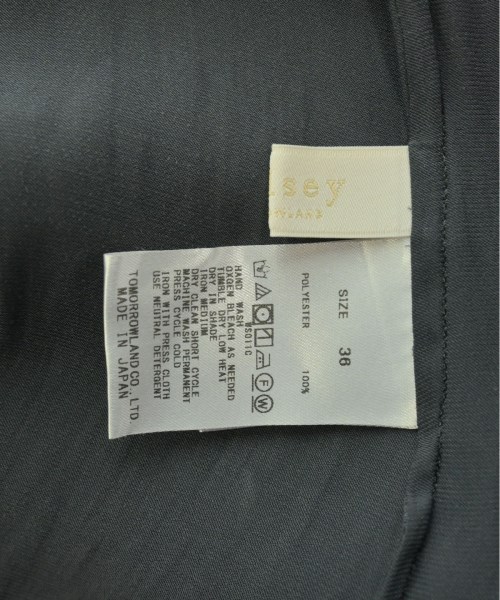 sey
SIZE 36
POLYESTER 100%
WS011G
HAND WASH
OXGEN BLEACH AS NEEDED
TUMBLE DRY LOW HEAT
DRY IN SHADE
IRON MEDIUM
DRY CLEAN SHORT CYCLE
MACHINE WASH PERMANENT
PRESS CYCLE COLD
IRON WITH PRESS CLOTH
USE NEUTRAL DETERGENT
TOMORROWLAND CO., LTD.
MADE IN JAPAN